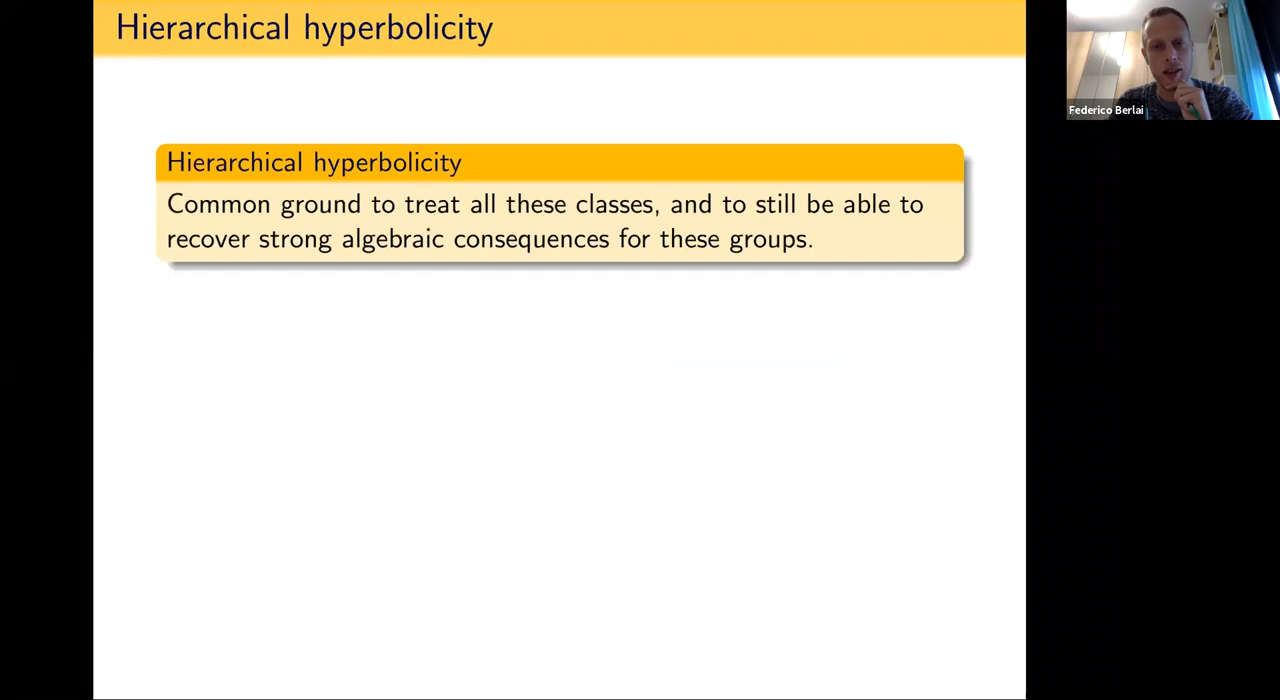 Hierarchical hyperbolicity
Federico Berlai
Hierarchical hyperbolicity
Common ground to treat all these classes, and to still be able to
recover strong algebraic consequences for these groups.